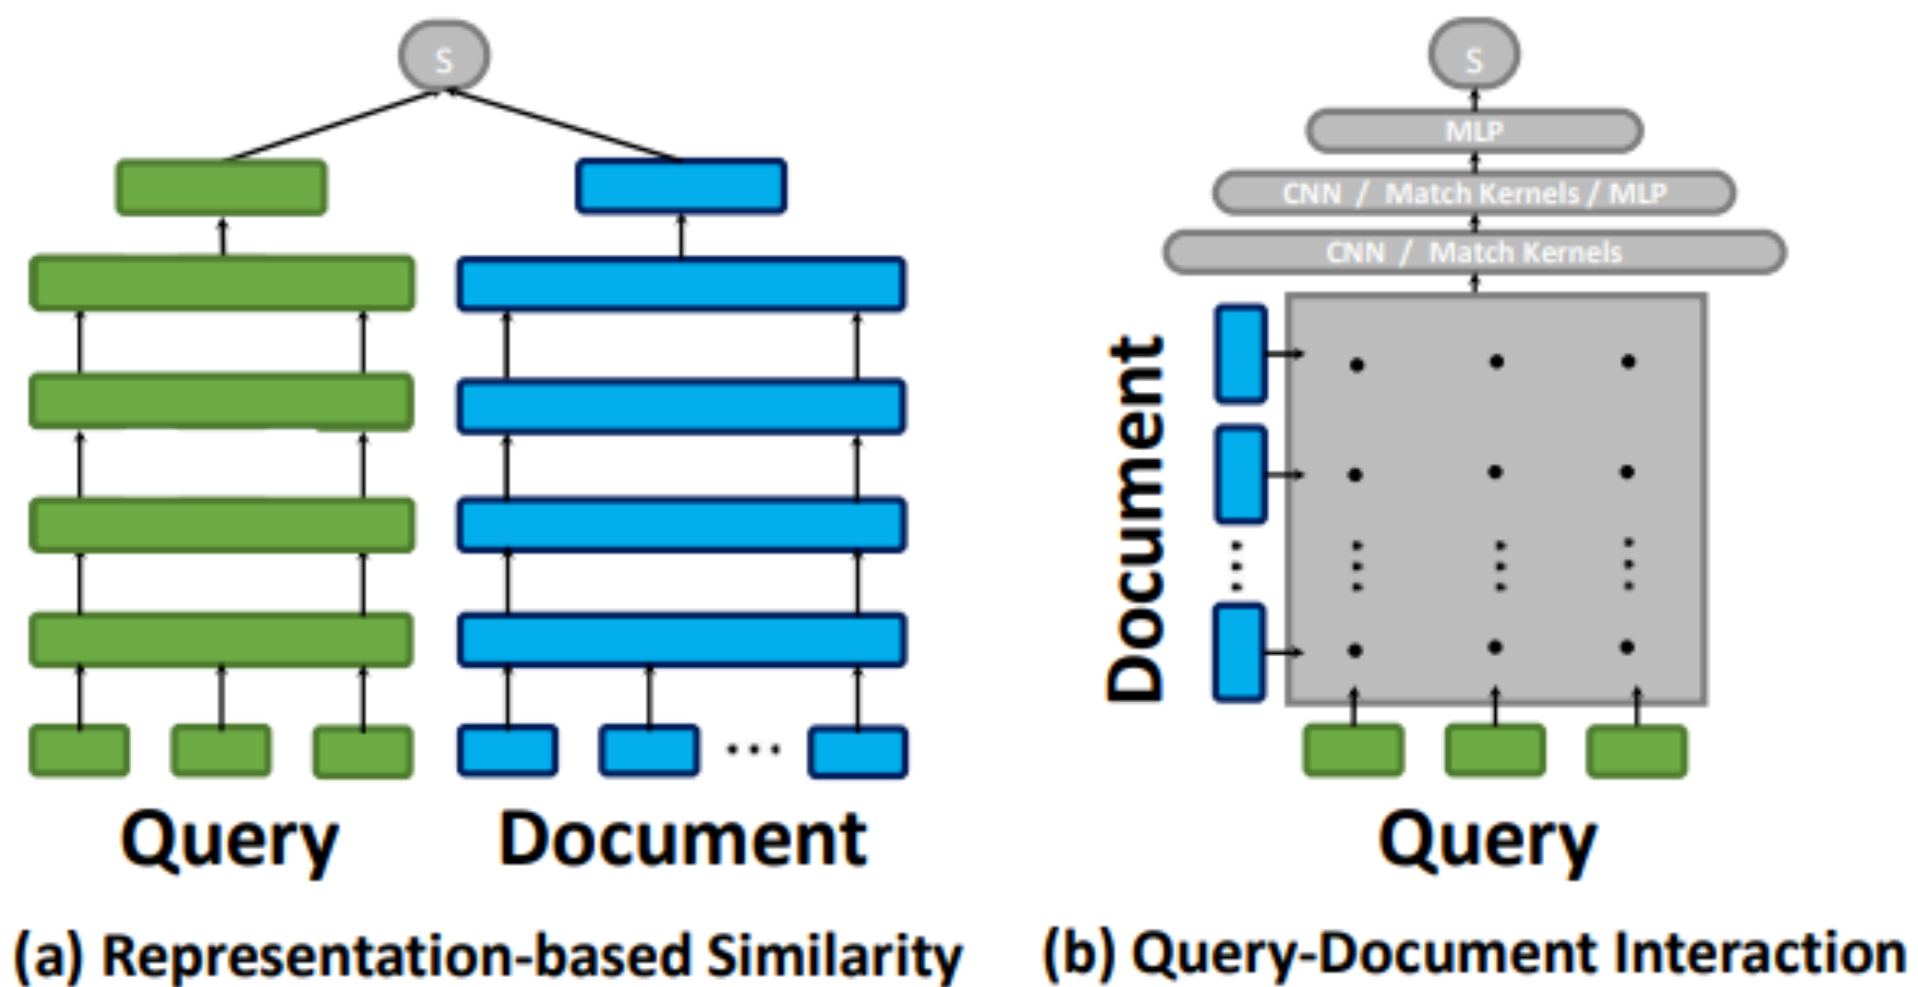 S
Query
Document
(a) Representation-based Similarity
S
MLP
CNN / Match Kernels / MLP
CNN / Match Kernels
Document
Query
(b) Query-Document Interaction